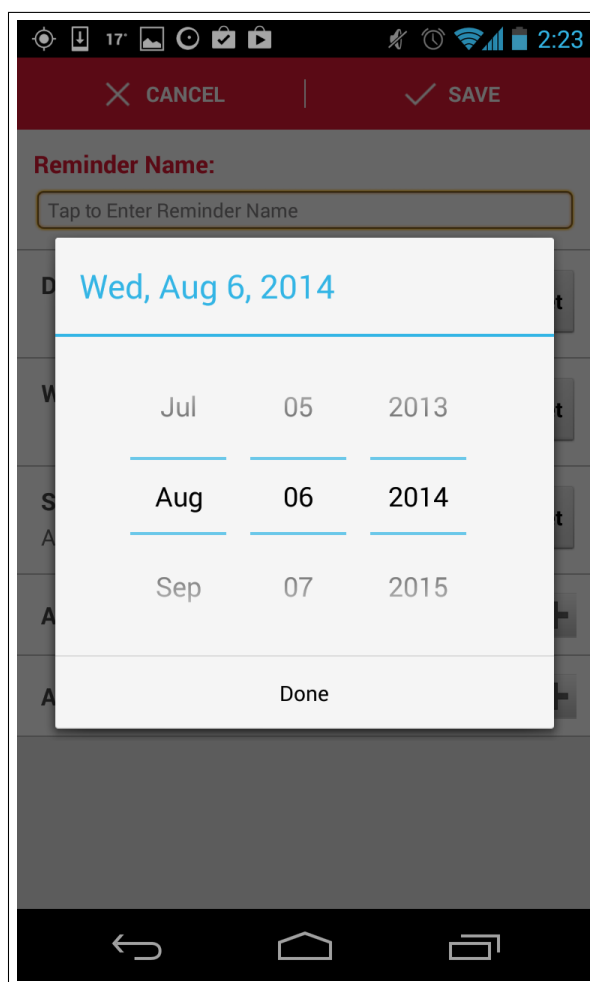 17° 2:23
CANCEL SAVE
Reminder Name:
Tap to Enter Reminder Name
Wed, Aug 6, 2014
Jul 05 2013
Aug 06 2014
Sep 07 2015
Done